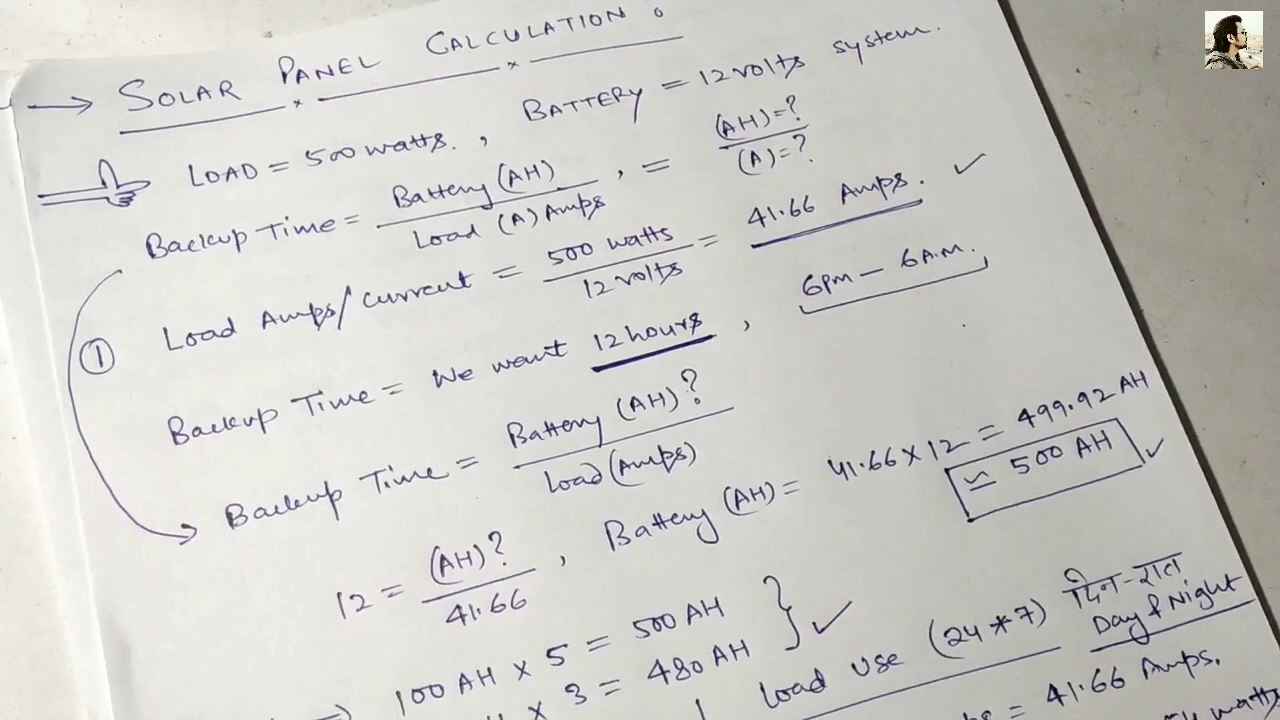 → SOLAR PANEL CALCULATION.
LOAD = 500 watts. , BATTERY = 12 volts system.
Backup Time = Battery (AH) / Load (A) Amps , = (AH)=? / (A)=?
Load Amps/current = 500 watts / 12 volts = 41.66 Amps. ✓
① Backup Time = We want 12 hours , 6pm – 6A.M.
Backup Time = Battery (AH)? / load (Amps)
12 = (AH)? / 41.66 , Battery (AH) = 41.66 × 12 = 499.92 AH
≃ 500 AH ✓
100 AH × 5 = 500 AH
× 3 = 480 AH } ✓
load use (24*7) दिन-रात
Day & Night
= 41.66 Amps.
watts